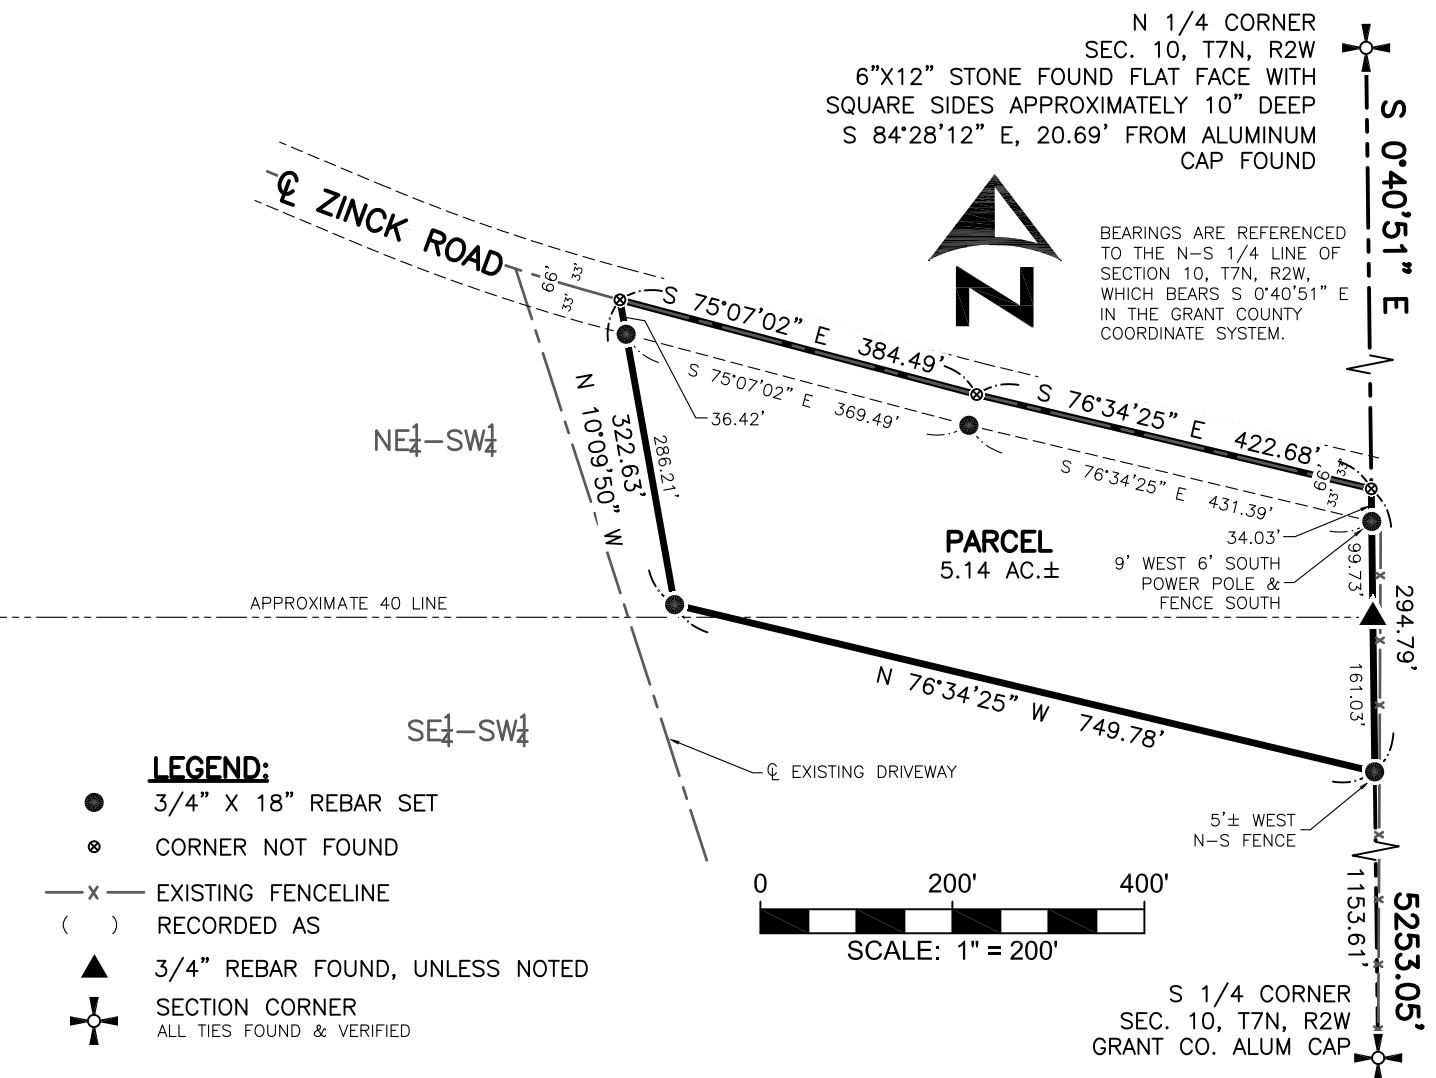 N 1/4 CORNER
SEC. 10, T7N, R2W
6”X12” STONE FOUND FLAT FACE WITH
SQUARE SIDES APPROXIMATELY 10” DEEP
S 84°28’12” E, 20.69’ FROM ALUMINUM
CAP FOUND
S 0°40’51” E
BEARINGS ARE REFERENCED
TO THE N–S 1/4 LINE OF
SECTION 10, T7N, R2W,
WHICH BEARS S 0°40’51” E
IN THE GRANT COUNTY
COORDINATE SYSTEM.
N
℄ ZINCK ROAD
66’
33’
33’
S 75°07’02” E 384.49’
S 75°07’02” E 369.49’
36.42’
S 76°34’25” E 422.68’
S 76°34’25” E 431.39’
66’
33’
33’
N 10°09’50” W
322.63’
286.21’
NE¼–SW¼
PARCEL
5.14 AC.±
34.03’
9’ WEST 6’ SOUTH
POWER POLE &
FENCE SOUTH
99.73’
294.79’
161.03’
APPROXIMATE 40 LINE
N 76°34’25” W 749.78’
SE¼–SW¼
℄ EXISTING DRIVEWAY
5’± WEST
N–S FENCE
1153.61’
5253.05’
LEGEND:
3/4” X 18” REBAR SET
CORNER NOT FOUND
x EXISTING FENCELINE
( ) RECORDED AS
3/4” REBAR FOUND, UNLESS NOTED
SECTION CORNER
ALL TIES FOUND & VERIFIED
0 200' 400'
SCALE: 1" = 200'
S 1/4 CORNER
SEC. 10, T7N, R2W
GRANT CO. ALUM CAP